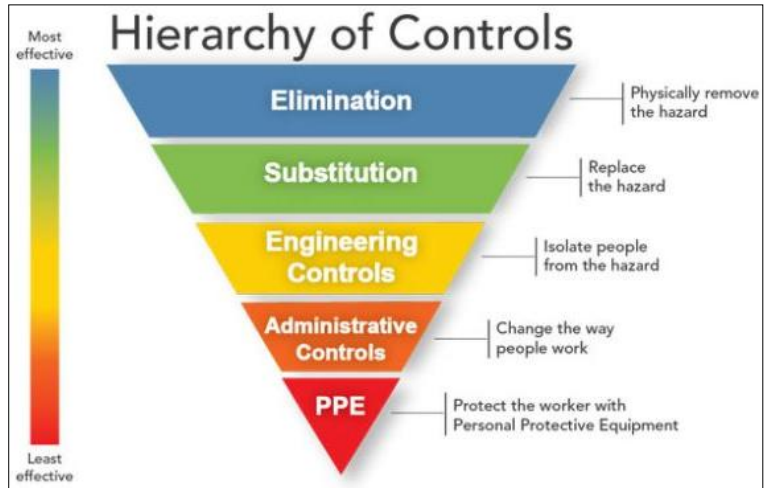 Hierarchy of Controls
Most
effective
Elimination
Physically remove
the hazard
Substitution
Replace
the hazard
Engineering
Controls
Isolate people
from the hazard
Administrative
Controls
Change the way
people work
PPE
Protect the worker with
Personal Protective Equipment
Least
effective